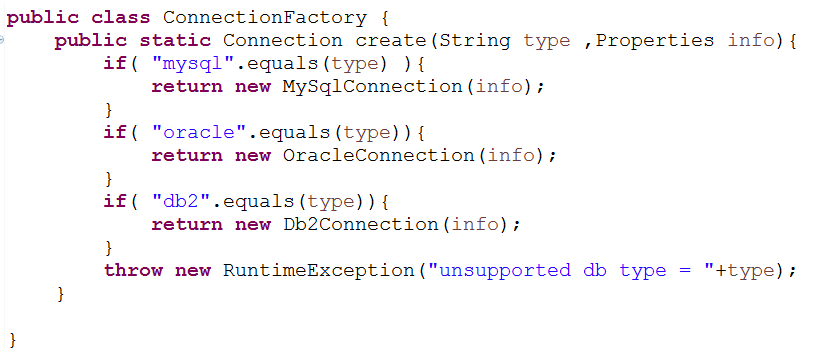 public class ConnectionFactory {
    public static Connection create(String type ,Properties info){
        if( "mysql".equals(type) ){
            return new MySqlConnection(info);
        }
        if( "oracle".equals(type)){
            return new OracleConnection(info);
        }
        if( "db2".equals(type)){
            return new Db2Connection(info);
        }
        throw new RuntimeException("unsupported db type = "+type);
    }
}